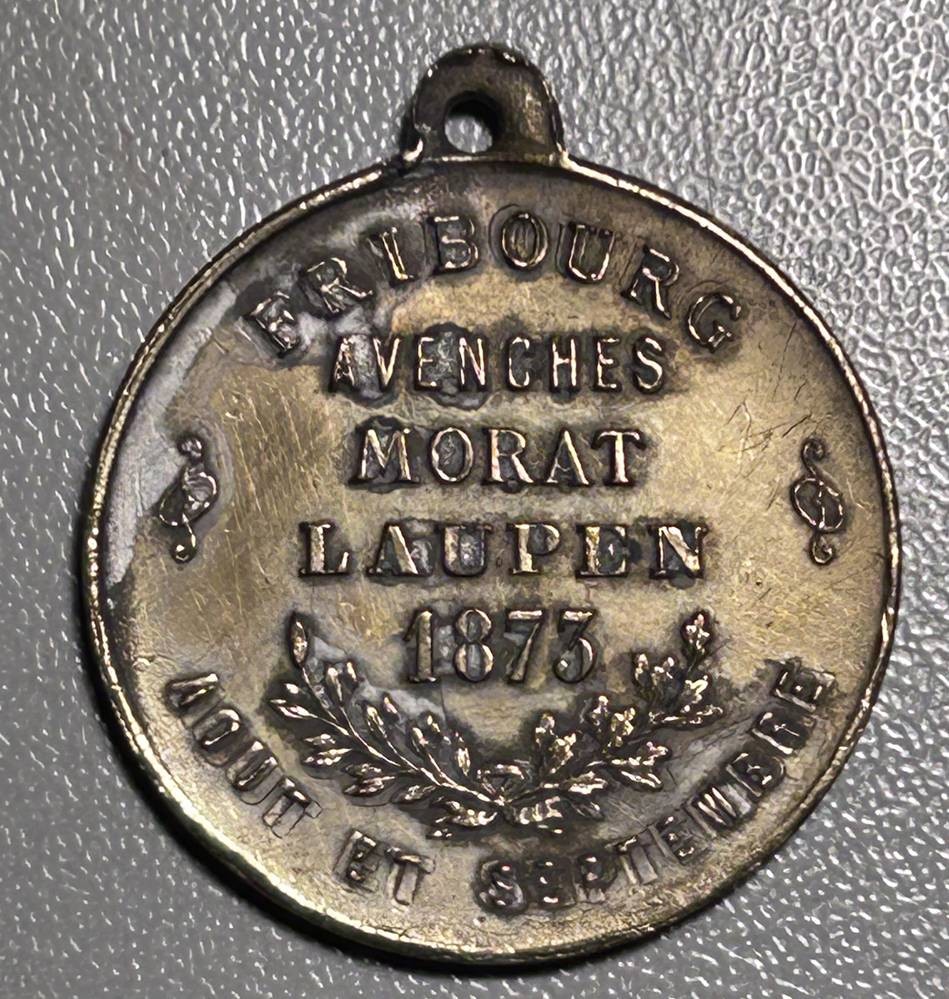 FRIBOURG
AVENCHES
MORAT
LAUPEN
1873
AOUT ET SEPTEMBRE